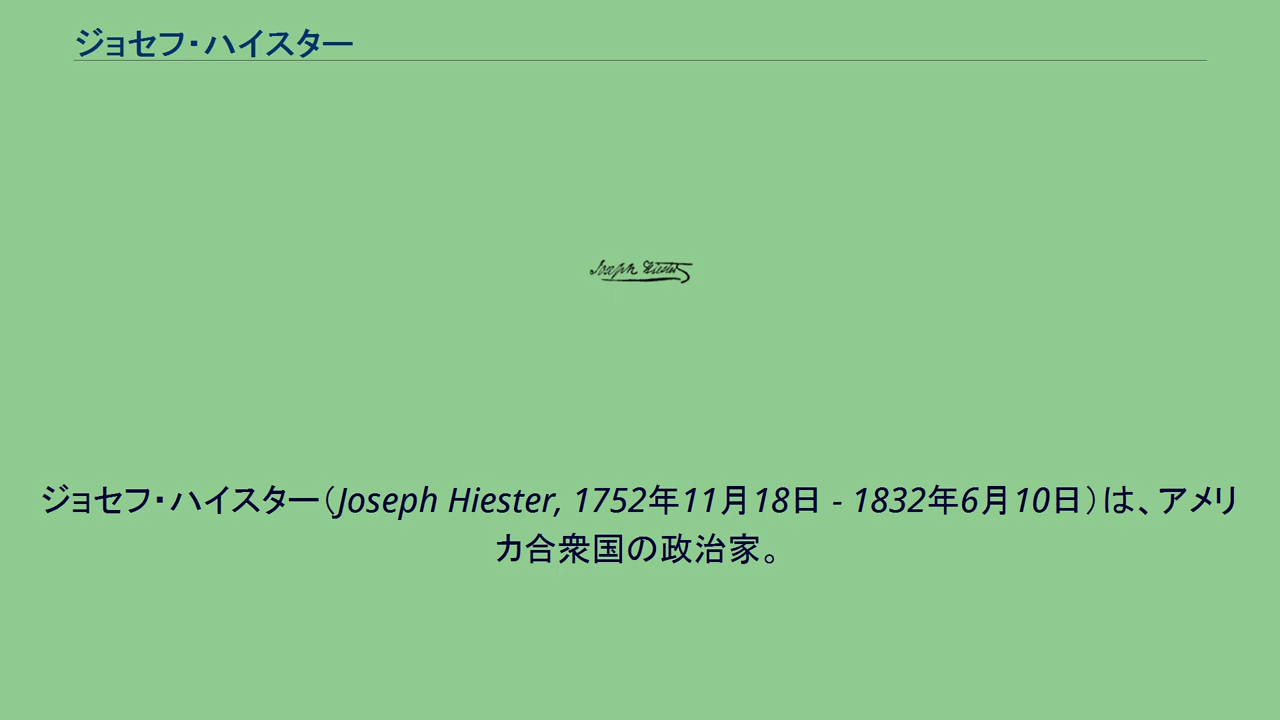 ジョセフ・ハイスター
Joseph Hiester
ジョセフ・ハイスター（Joseph Hiester, 1752年11月18日 - 1832年6月10日）は、アメリ
カ合衆国の政治家。